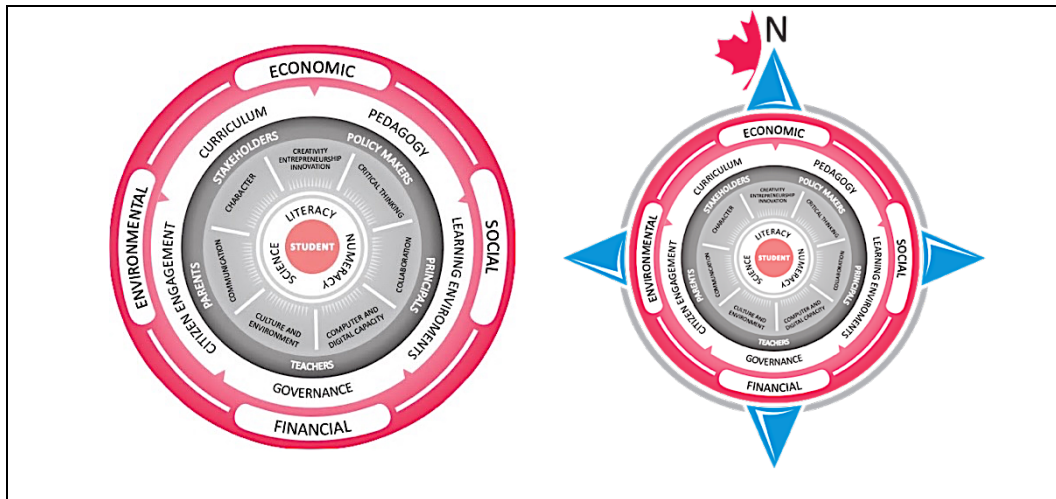 ECONOMIC
CURRICULUM
PEDAGOGY
STAKEHOLDERS
POLICY MAKERS
CREATIVITY
ENTREPRENEURSHIP
INNOVATION
CHARACTER
CRITICAL THINKING
LITERACY
STUDENT
NUMERACY
SCIENCE
ENVIRONMENTAL
CITIZEN ENGAGEMENT
PARENTS
COMMUNICATION
COLLABORATION
PRINCIPALS
LEARNING ENVIROMENTS
SOCIAL
CULTURE AND
ENVIRONMENT
COMPUTER AND
DIGITAL CAPACITY
TEACHERS
GOVERNANCE
FINANCIAL
N
ECONOMIC
CURRICULUM
PEDAGOGY
STAKEHOLDERS
POLICY MAKERS
CREATIVITY
ENTREPRENEURSHIP
INNOVATION
CHARACTER
CRITICAL THINKING
LITERACY
STUDENT
NUMERACY
SCIENCE
ENVIRONMENTAL
CITIZEN ENGAGEMENT
PARENTS
COMMUNICATION
COLLABORATION
PRINCIPALS
LEARNING ENVIROMENTS
SOCIAL
CULTURE AND
ENVIRONMENT
COMPUTER AND
DIGITAL CAPACITY
TEACHERS
GOVERNANCE
FINANCIAL